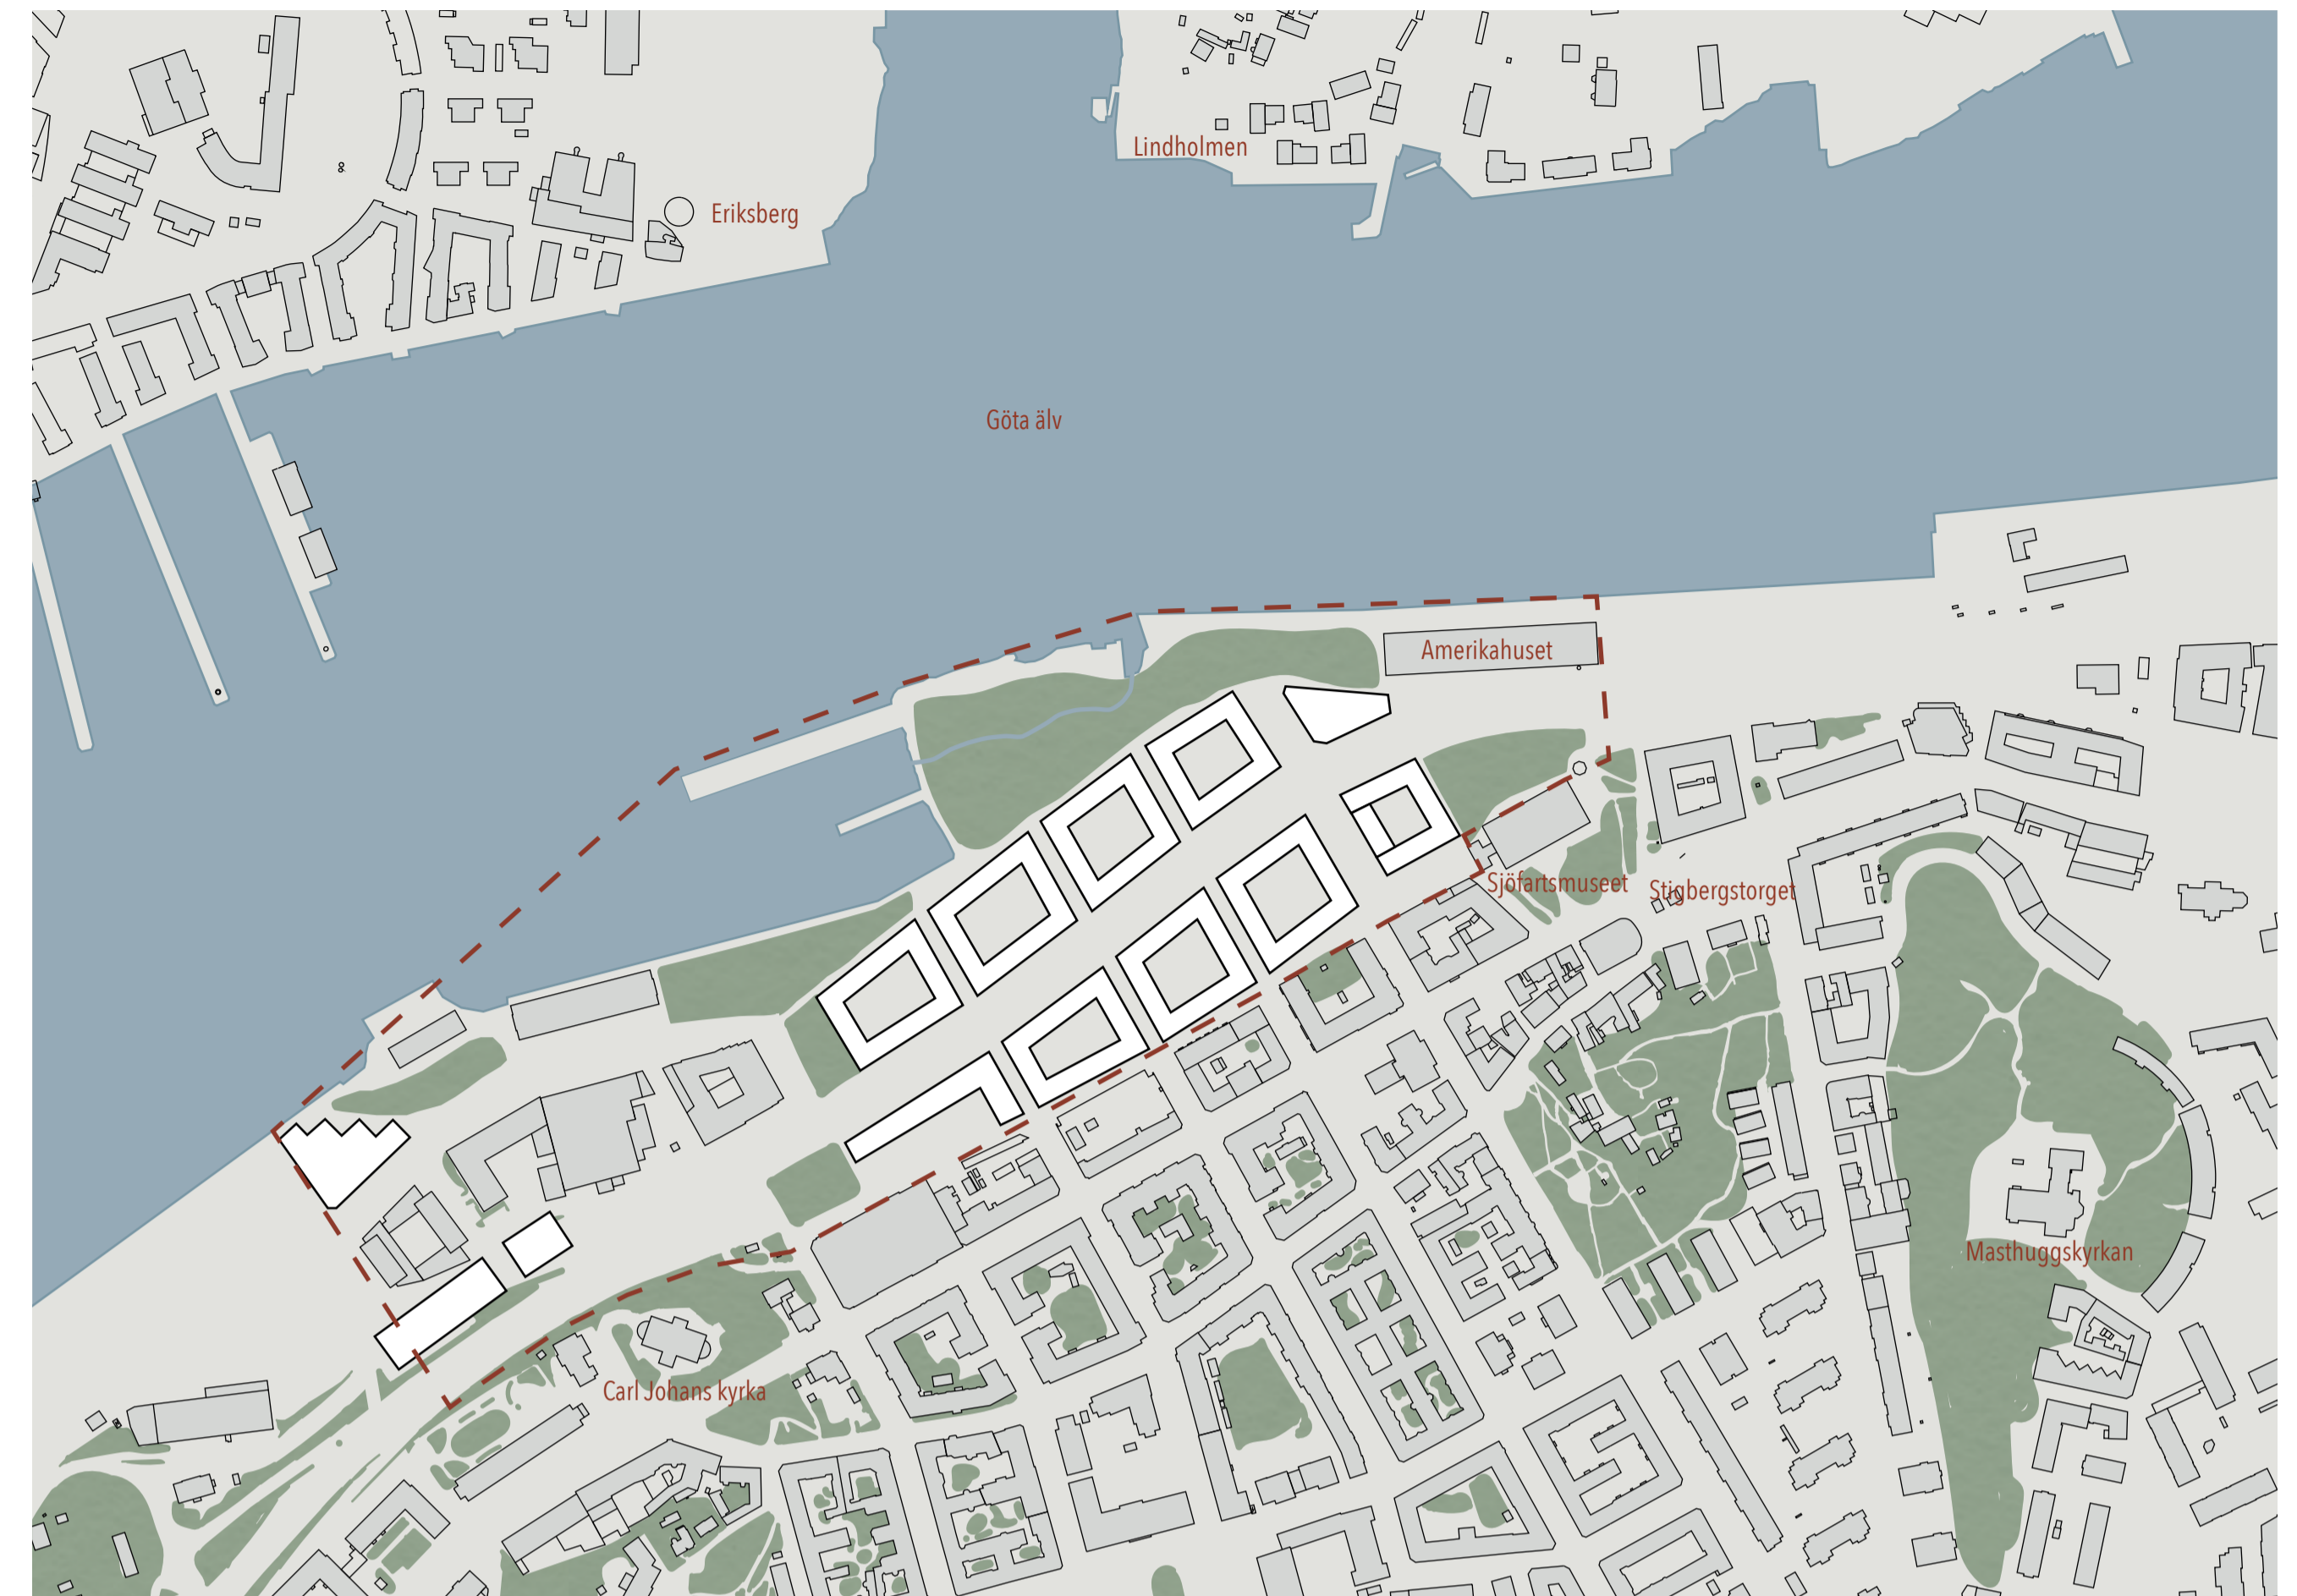 Lindholmen
Eriksberg
Göta älv
Amerikahuset
Sjöfartsmuseet
Stigbergstorget
Masthuggskyrkan
Carl Johans kyrka